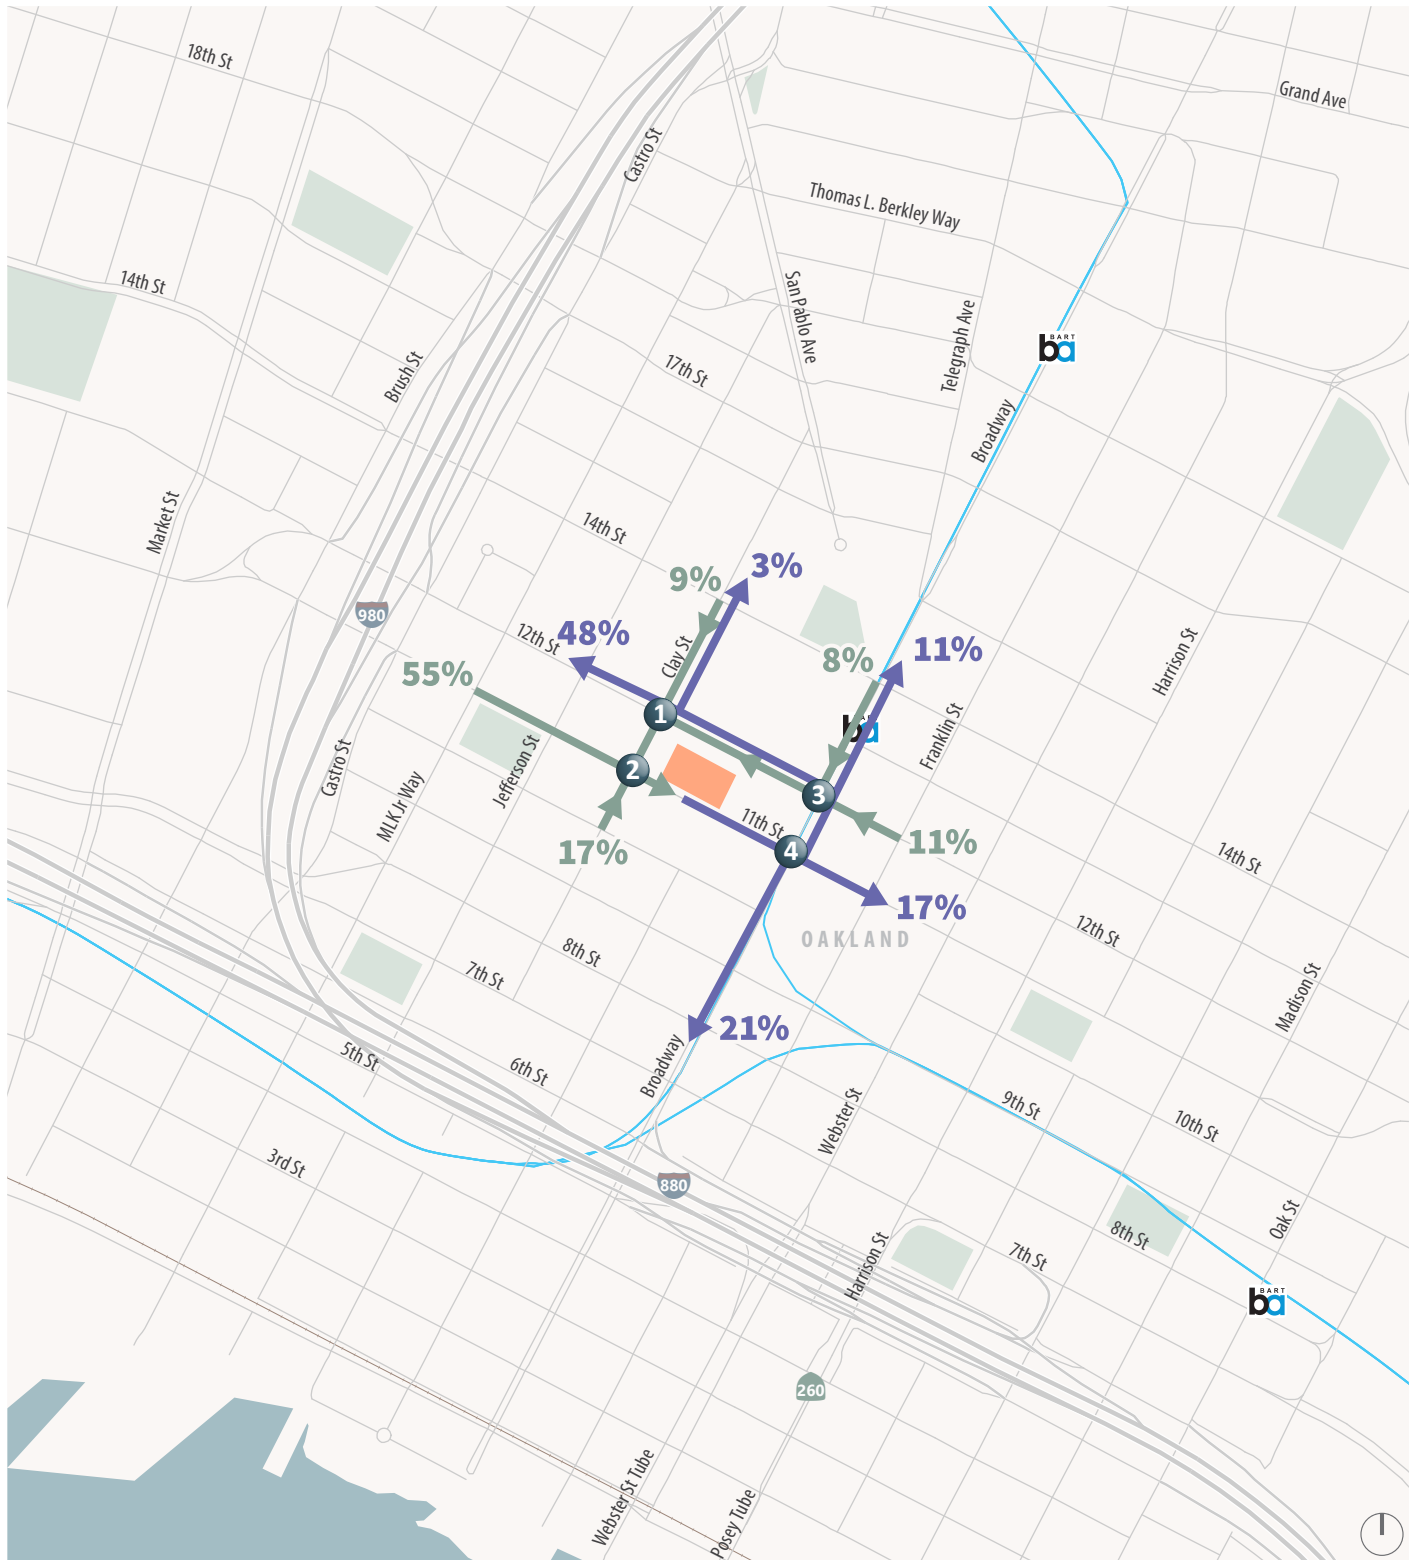 18th St
Grand Ave
Castro St
Thomas L. Berkley Way
14th St
San Pablo Ave
Telegraph Ave
BART
ba
Brush St
17th St
Broadway
Market St
14th St
3%
9%
980
12th St
48%
Clay St
8%
11%
Harrison St
55%
1
ba
Franklin St
Castro St
MLK Jr Way
Jefferson St
2
3
11th St
17%
4
11%
14th St
17%
OAKLAND
12th St
8th St
7th St
Madison St
21%
5th St
6th St
Broadway
Webster St
9th St
10th St
3rd St
880
Harrison St
7th St
8th St
Oak St
BART
ba
260
Webster St Tube
Posey Tube